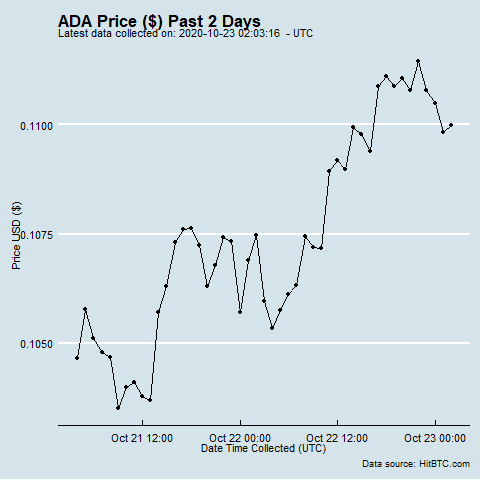 ADA Price ($) Past 2 Days
Latest data collected on: 2020-10-23 02:03:16 - UTC
0.1100
0.1075
0.1050
Price USD ($)
Oct 21 12:00 Oct 22 00:00 Oct 22 12:00 Oct 23 00:00
Date Time Collected (UTC)
Data source: HitBTC.com